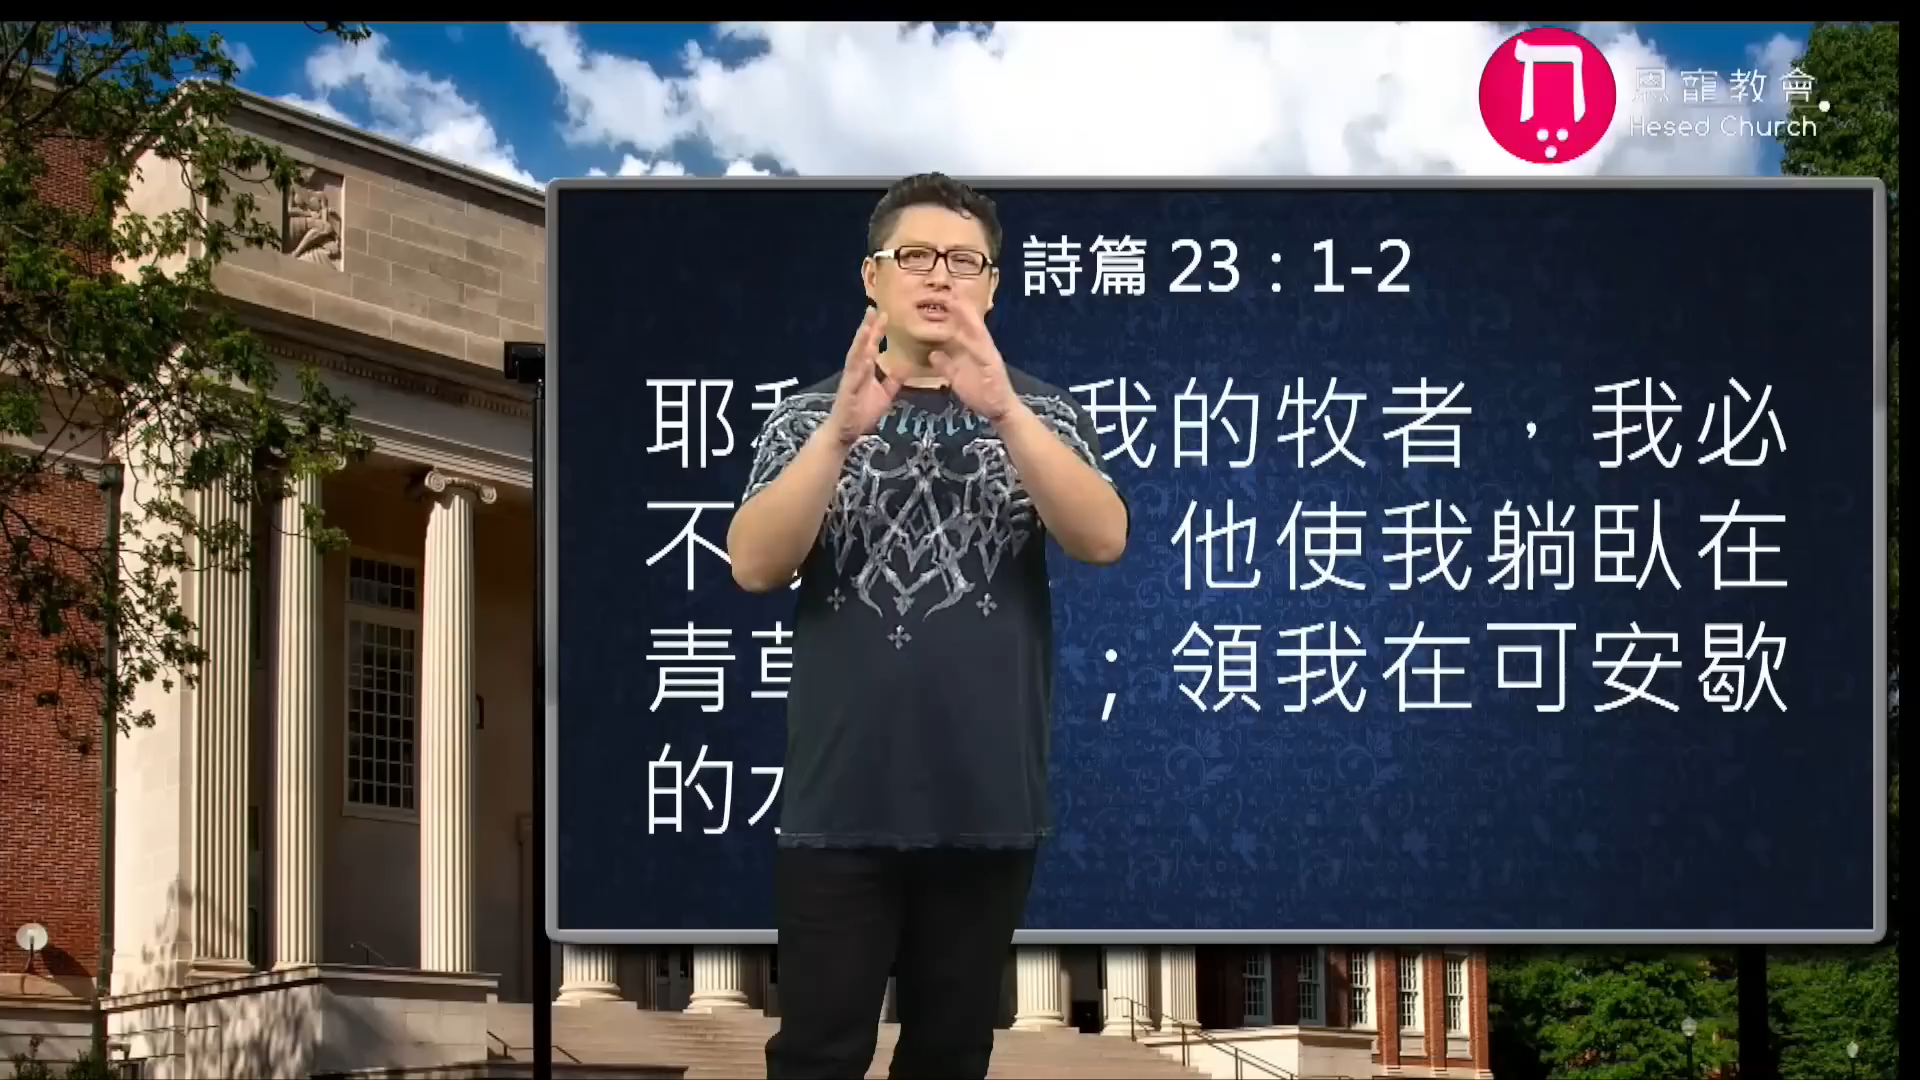 恩寵教會
Hesed Church
詩篇 23：1-2
耶 我的牧者，我必
不 他使我躺臥在
青 ；領我在可安歇
的